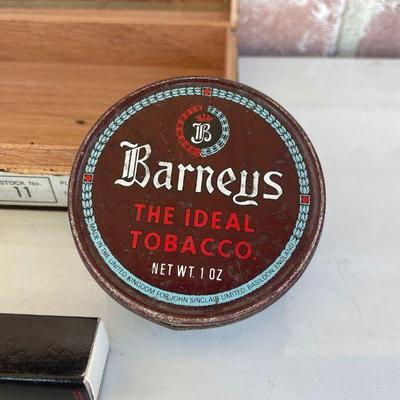 STOCK No.
11
B
Barneys
THE IDEAL
TOBACCO.
NET WT. 1 OZ
MADE IN THE UNITED KINGDOM FOR JOHN SINCLAIR LIMITED. BASILDON, ENGLAND